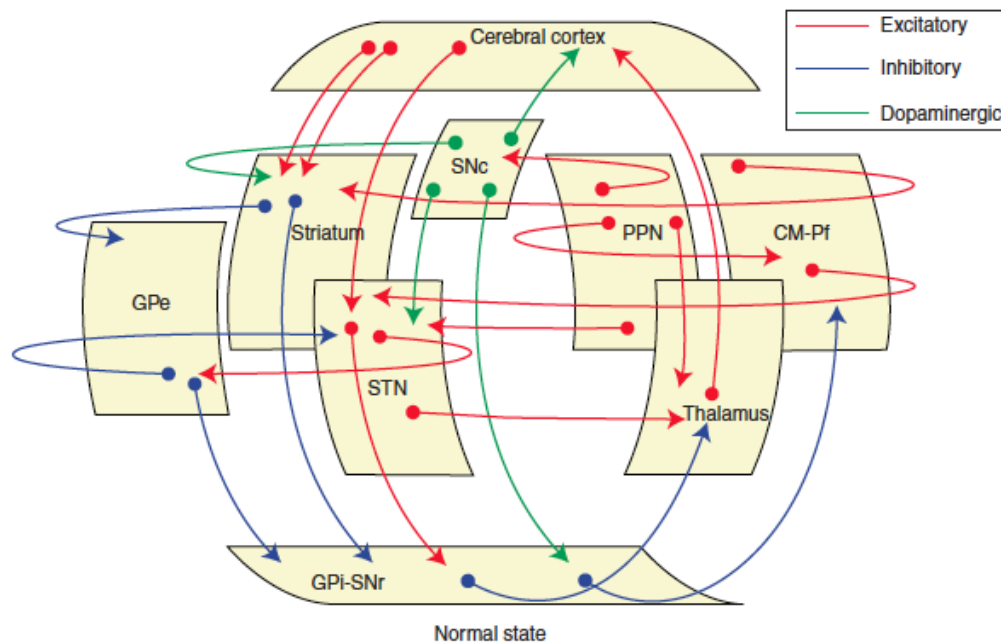 Cerebral cortex
Excitatory
Inhibitory
Dopaminergic
SNc
Striatum
PPN
CM-Pf
GPe
STN
Thalamus
GPi-SNr
Normal state